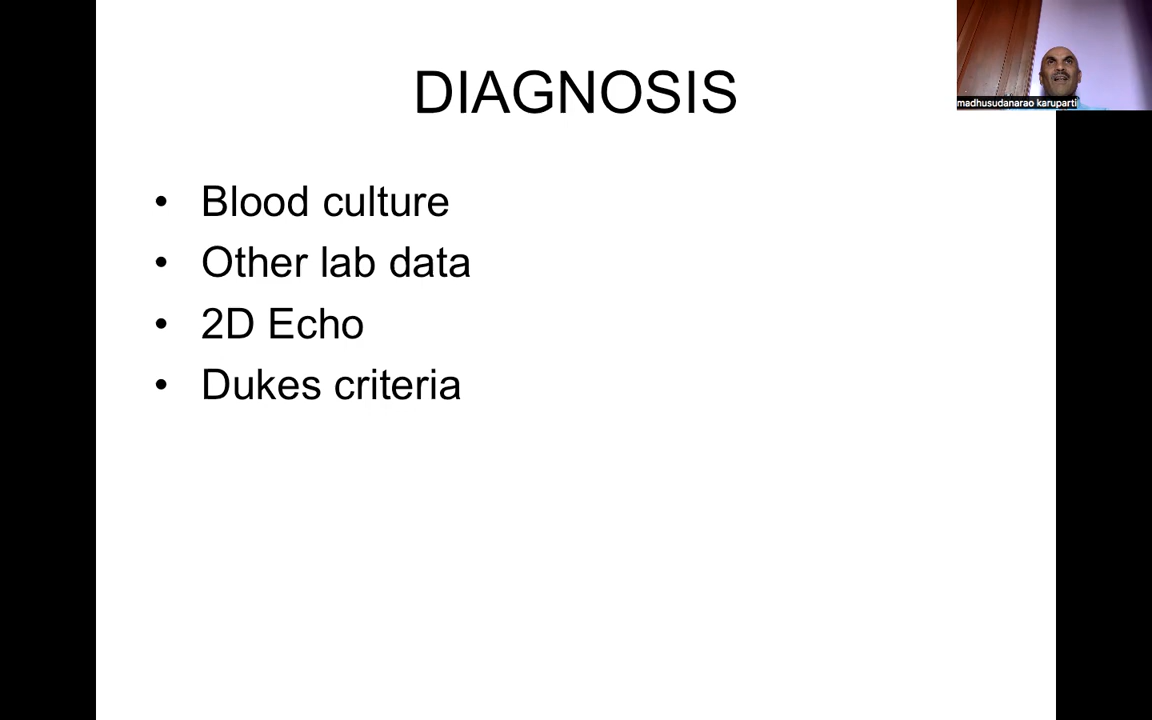 DIAGNOSIS
madhusudanarao karuparti
• Blood culture
• Other lab data
• 2D Echo
• Dukes criteria